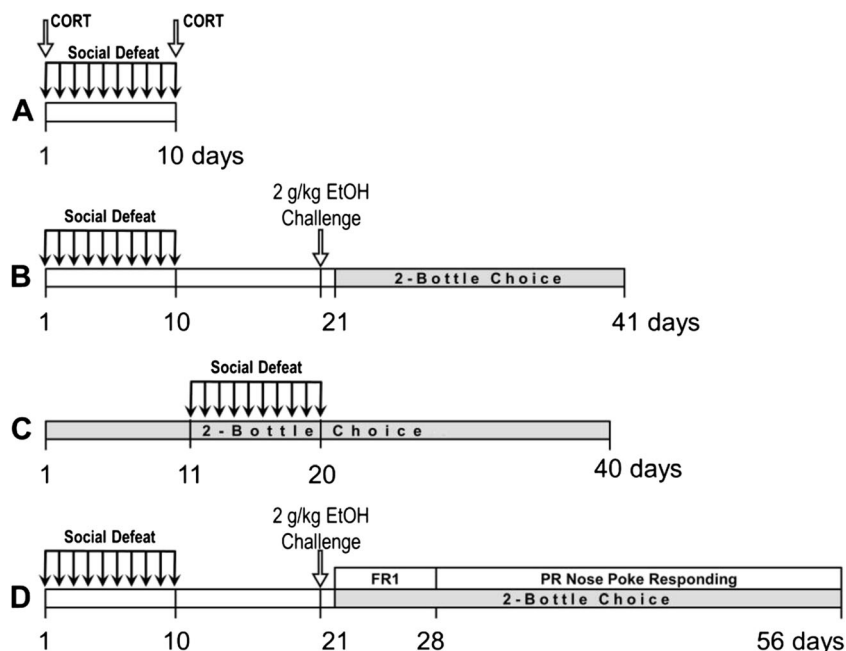 CORT CORT
Social Defeat
A
1 10 days
2 g/kg EtOH
Social Defeat Challenge
B 2-Bottle Choice
1 10 21 41 days
Social Defeat
C 2-Bottle Choice
1 11 20 40 days
2 g/kg EtOH
Social Defeat Challenge
FR1 PR Nose Poke Responding
D 2-Bottle Choice
1 10 21 28 56 days